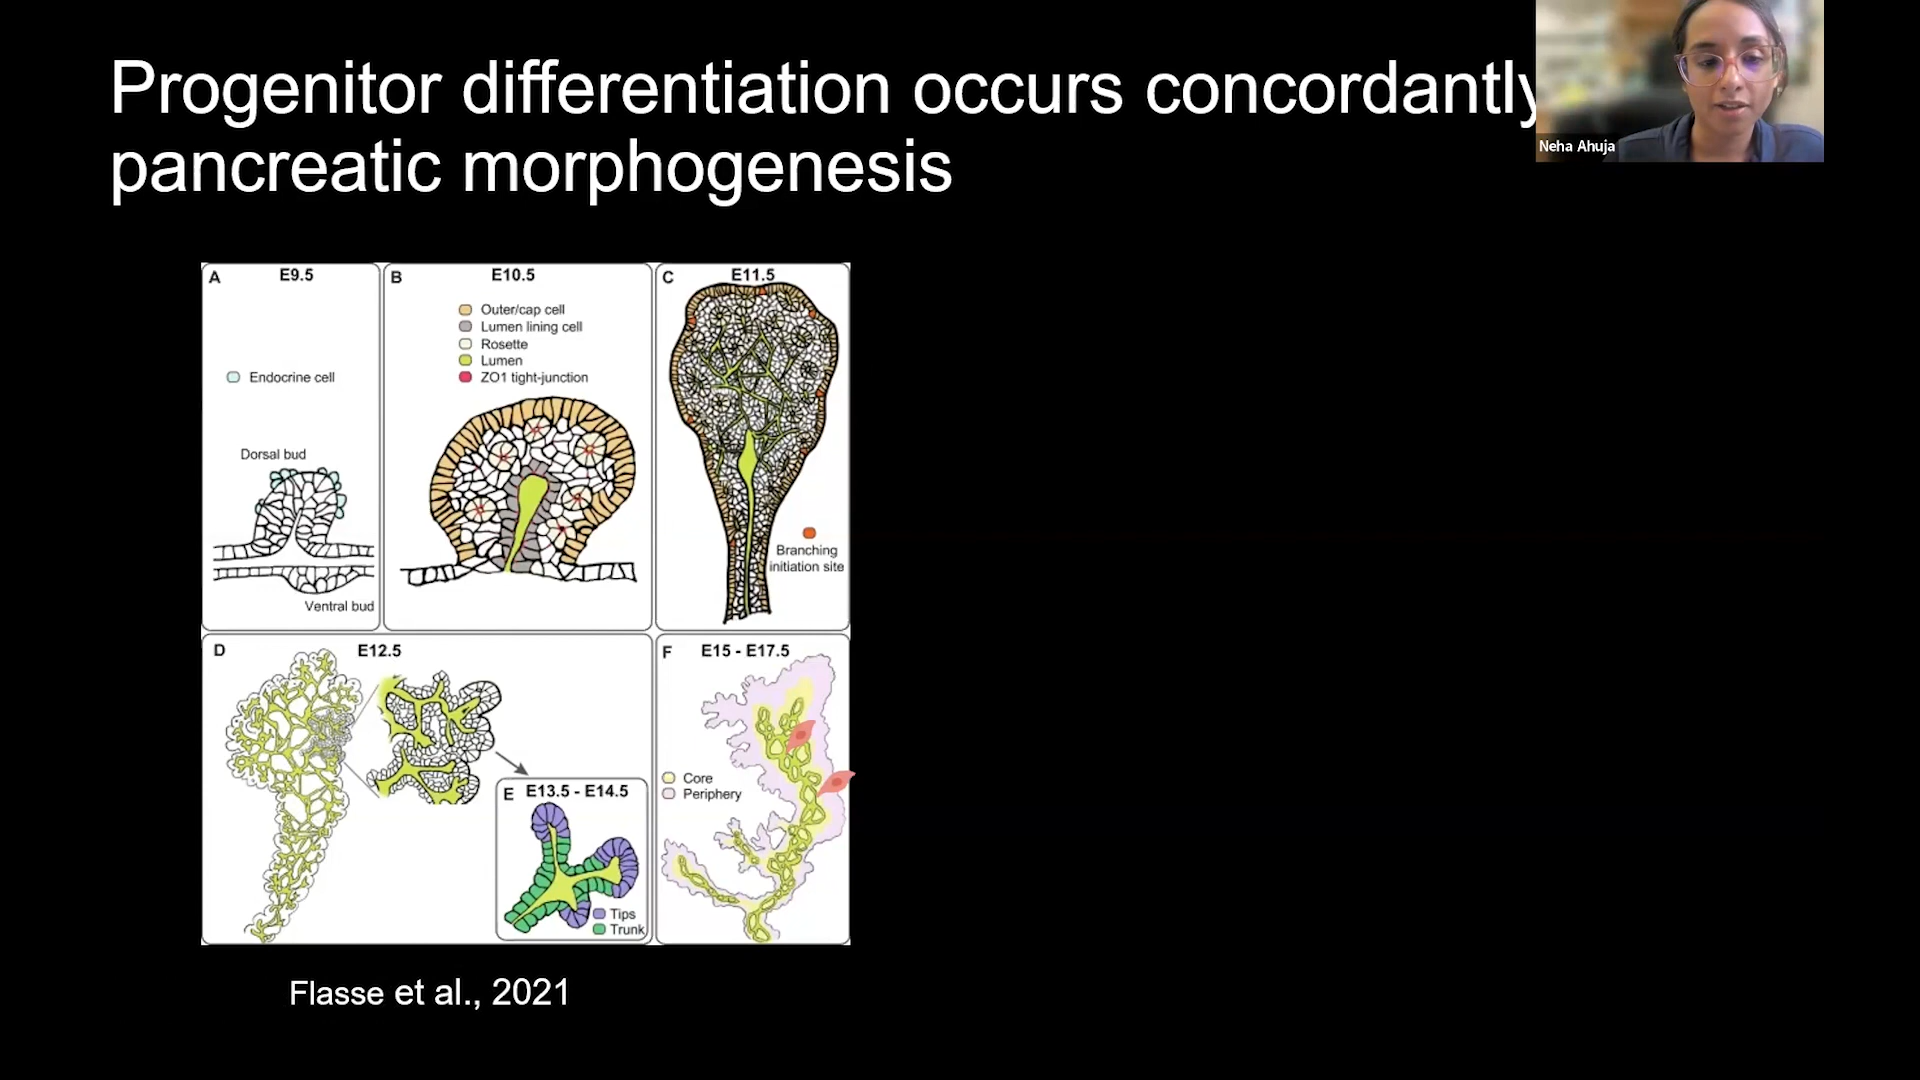 Progenitor differentiation occurs concordantly
pancreatic morphogenesis
Neha Ahuja
A E9.5
Endocrine cell
Dorsal bud
Ventral bud
B E10.5
Outer/cap cell
Lumen lining cell
Rosette
Lumen
ZO1 tight-junction
C E11.5
Branching
initiation site
D E12.5
E E13.5 - E14.5
Tips
Trunk
F E15 - E17.5
Core
Periphery
Flasse et al., 2021